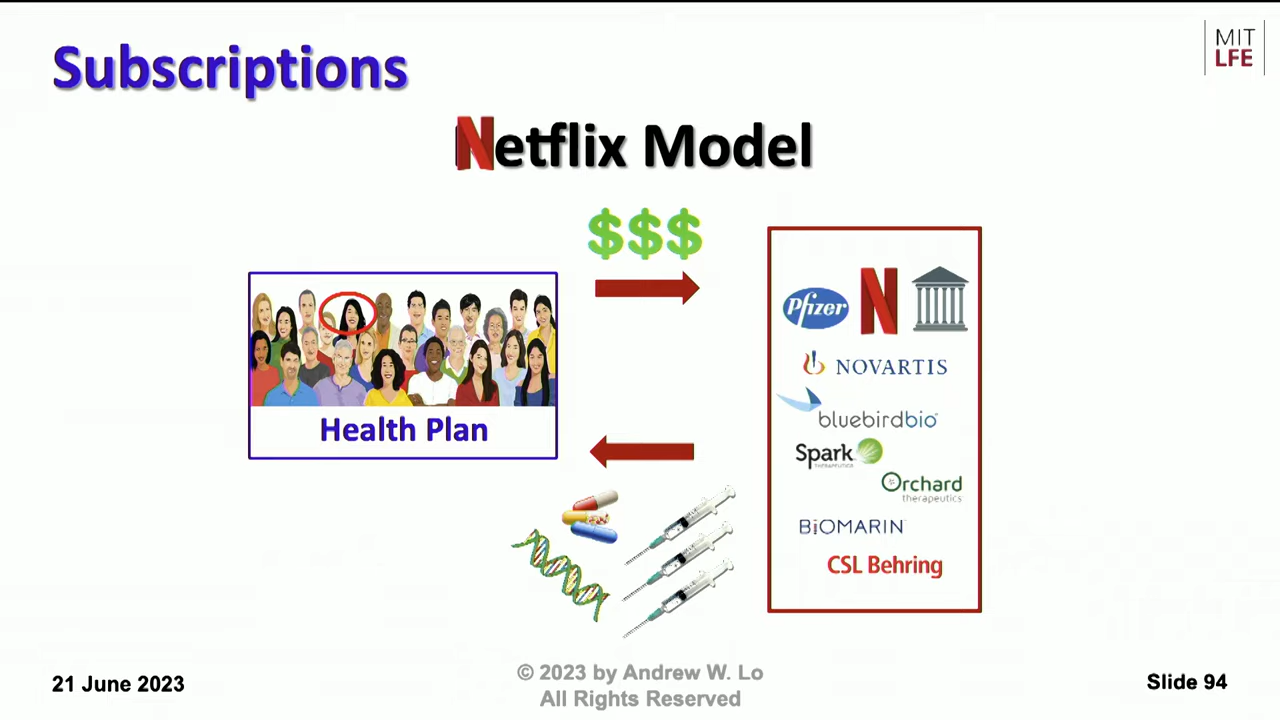 Subscriptions
MIT
LFE
Netflix Model
$$$
Pfizer
N
NOVARTIS
bluebirdbio
Spark
THERAPEUTICS
Orchard
therapeutics
BIOMARIN
CSL Behring
Health Plan
21 June 2023
© 2023 by Andrew W. Lo
All Rights Reserved
Slide 94